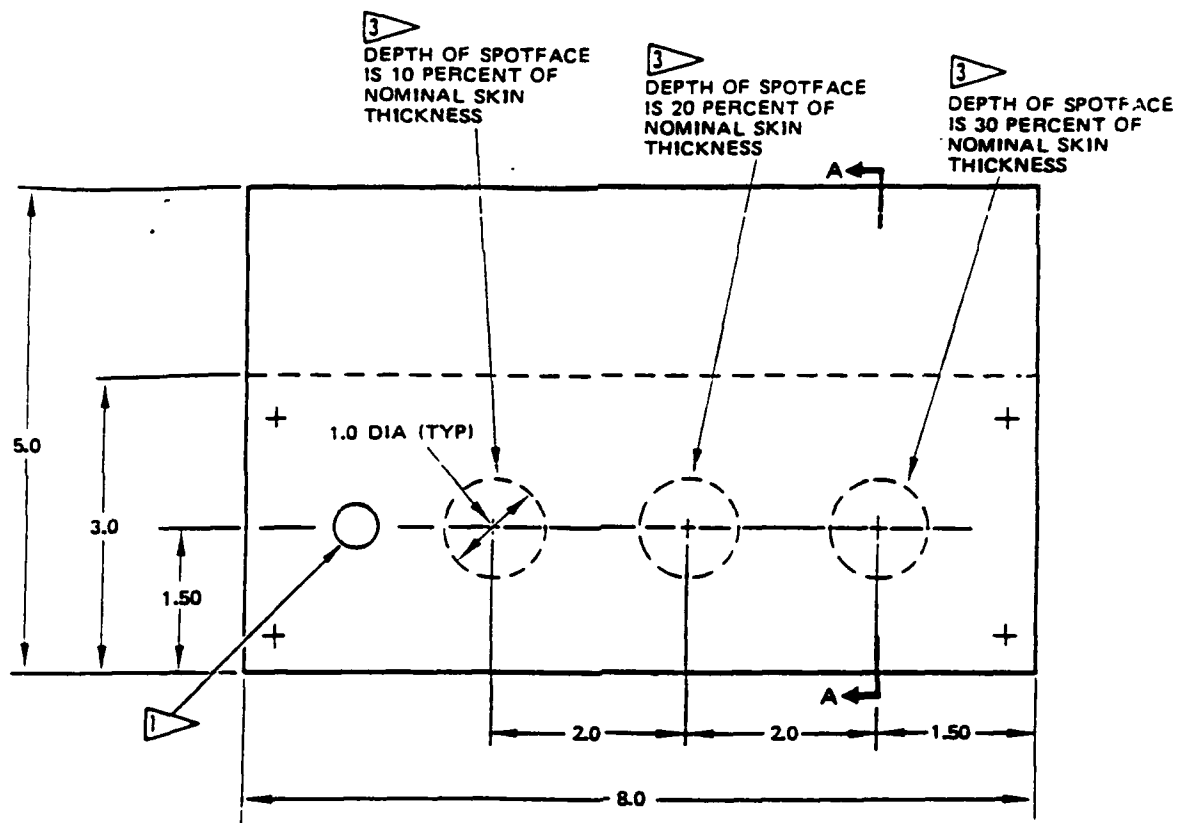 3
DEPTH OF SPOTFACE
IS 10 PERCENT OF
NOMINAL SKIN
THICKNESS
3
DEPTH OF SPOTFACE
IS 20 PERCENT OF
NOMINAL SKIN
THICKNESS
3
DEPTH OF SPOTFACE
IS 30 PERCENT OF
NOMINAL SKIN
THICKNESS
A
5.0
1.0 DIA (TYP)
3.0
1.50
1
A
2.0
2.0
1.50
8.0